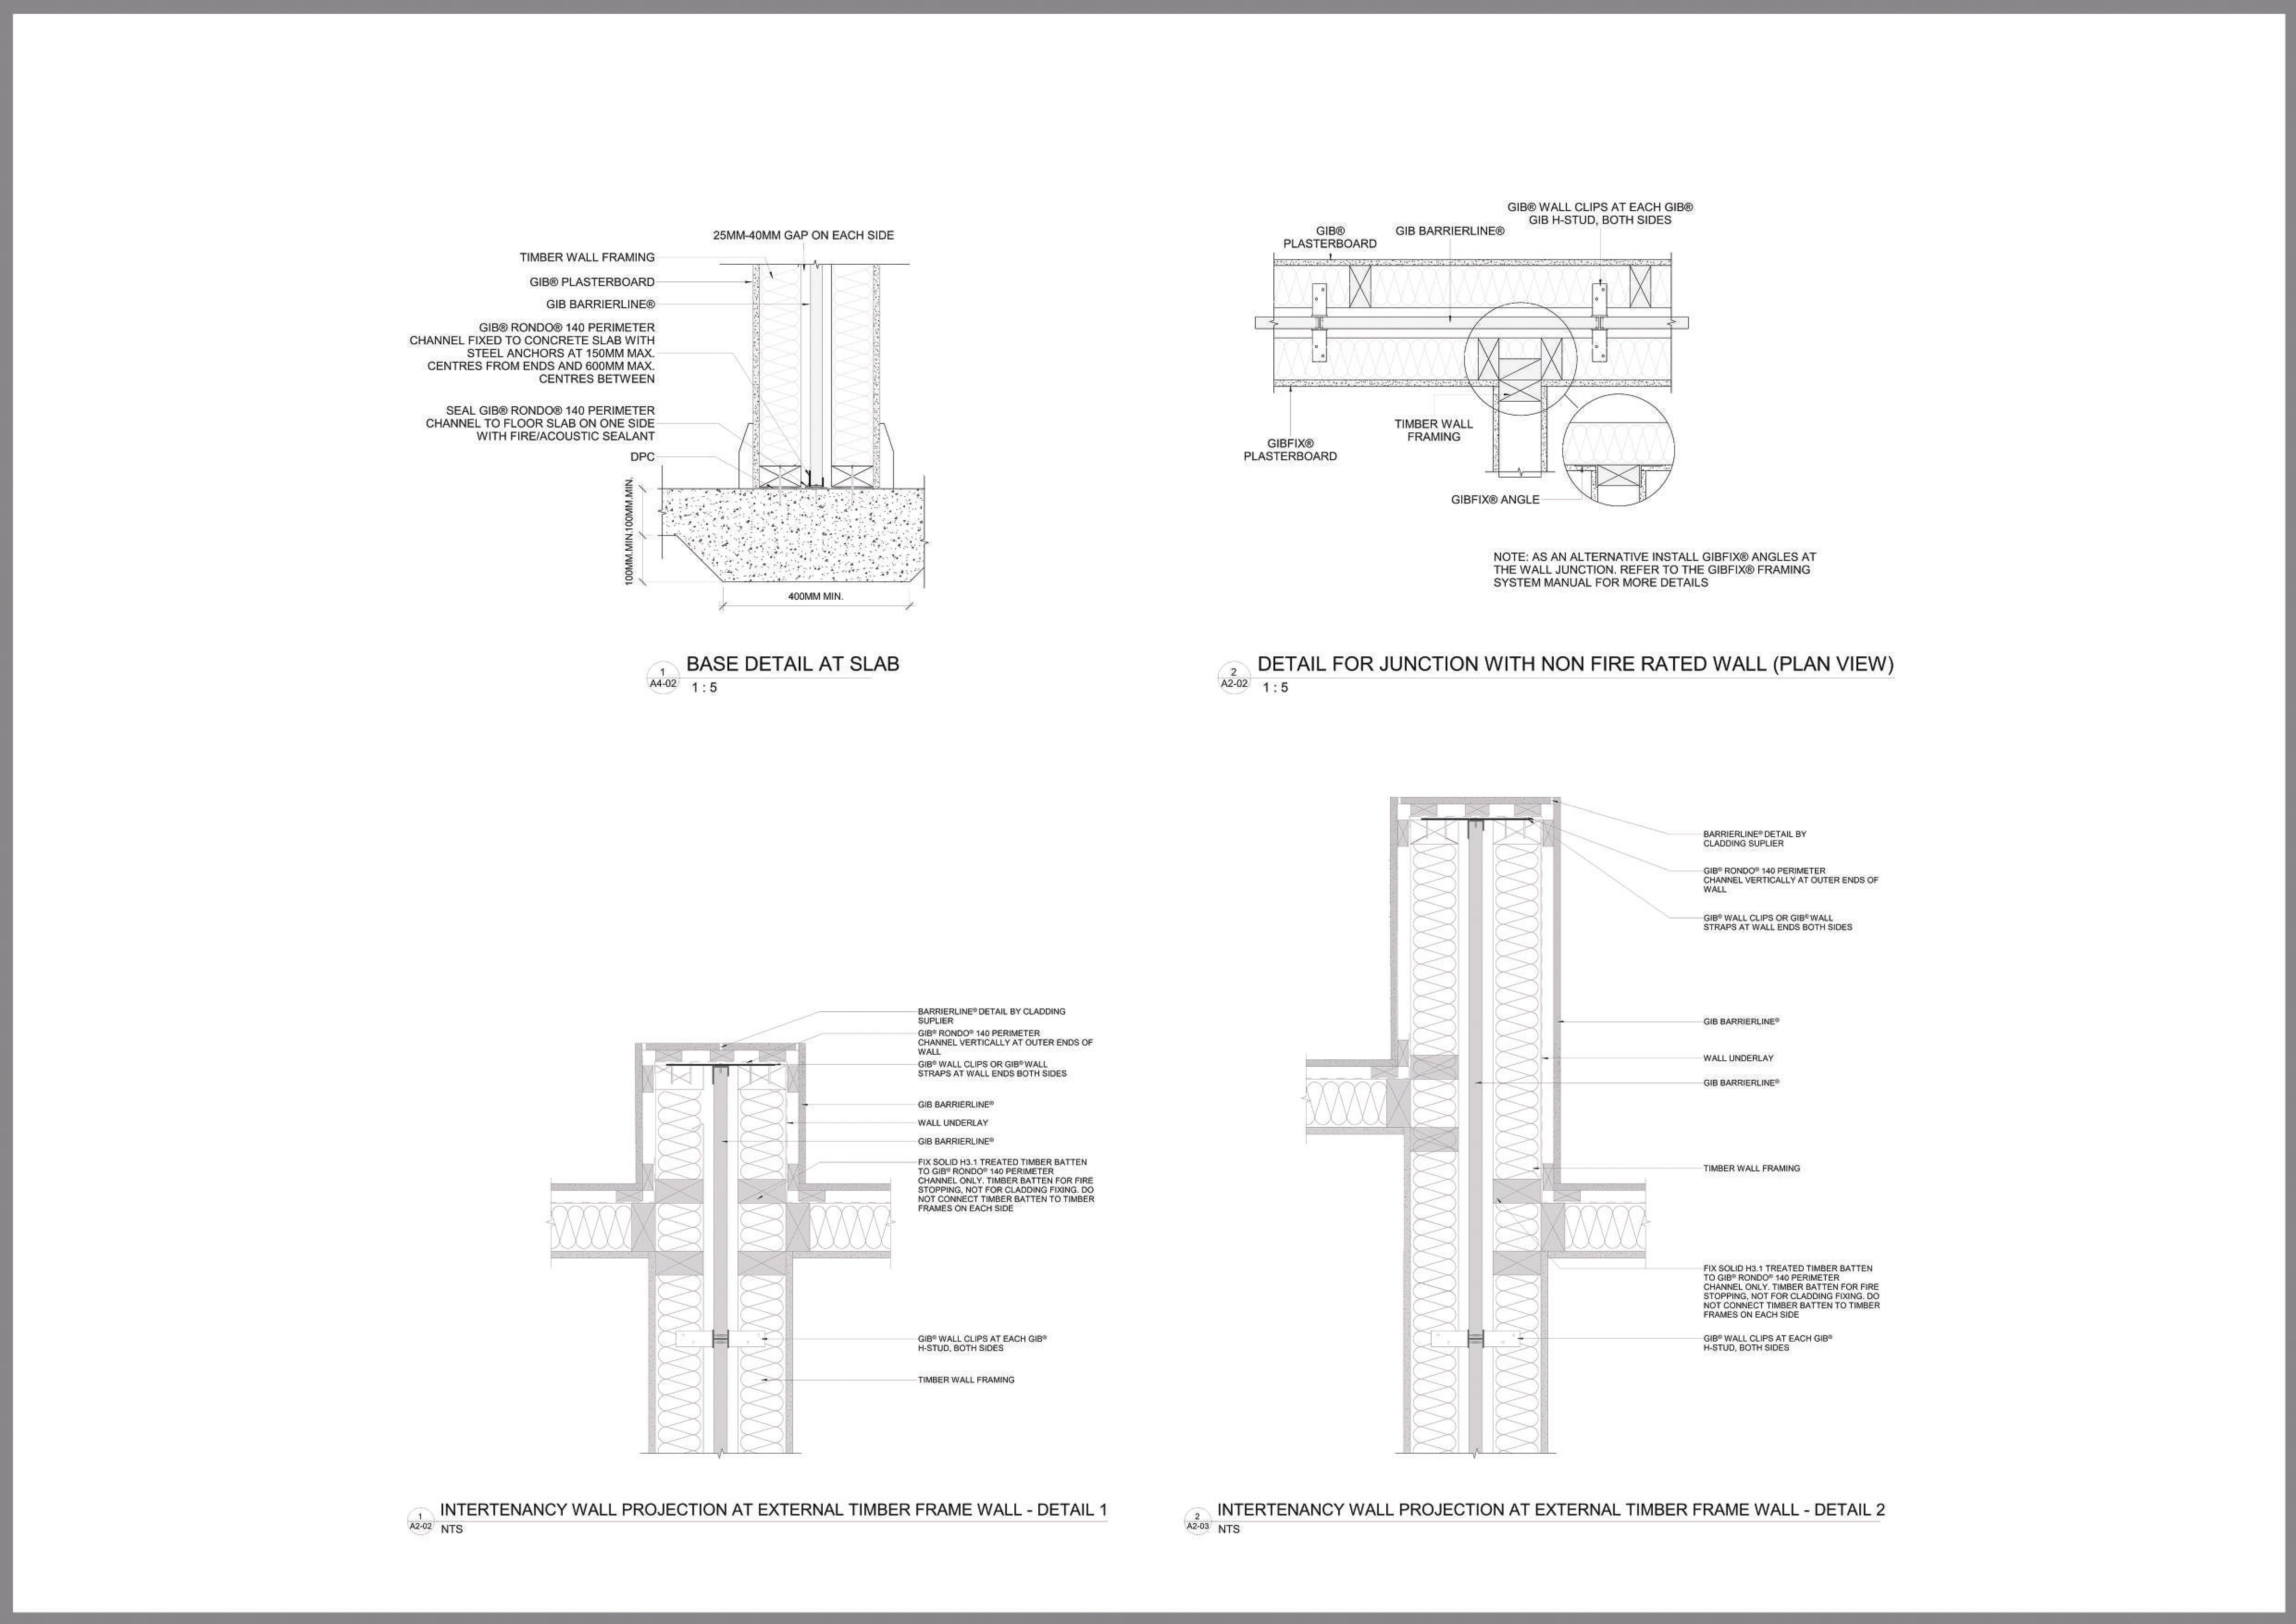 25MM-40MM GAP ON EACH SIDE
TIMBER WALL FRAMING
GIB® PLASTERBOARD
GIB BARRIERLINE®
GIB® RONDO® 140 PERIMETER
CHANNEL FIXED TO CONCRETE SLAB WITH
STEEL ANCHORS AT 150MM MAX.
CENTRES FROM ENDS AND 600MM MAX.
CENTRES BETWEEN
SEAL GIB® RONDO® 140 PERIMETER
CHANNEL TO FLOOR SLAB ON ONE SIDE
WITH FIRE/ACOUSTIC SEALANT
DPC
100MM.MIN.
100MM.MIN.
400MM MIN.
1
A4-02
BASE DETAIL AT SLAB
1 : 5
GIB® WALL CLIPS AT EACH GIB®
GIB H-STUD, BOTH SIDES
GIB®
PLASTERBOARD
GIB BARRIERLINE®
TIMBER WALL
FRAMING
GIBFIX®
PLASTERBOARD
GIBFIX® ANGLE
NOTE: AS AN ALTERNATIVE INSTALL GIBFIX® ANGLES AT
THE WALL JUNCTION. REFER TO THE GIBFIX® FRAMING
SYSTEM MANUAL FOR MORE DETAILS
2
A2-02
DETAIL FOR JUNCTION WITH NON FIRE RATED WALL (PLAN VIEW)
1 : 5
BARRIERLINE® DETAIL BY CLADDING
SUPLIER
GIB® RONDO® 140 PERIMETER
CHANNEL VERTICALLY AT OUTER ENDS OF
WALL
GIB® WALL CLIPS OR GIB® WALL
STRAPS AT WALL ENDS BOTH SIDES
GIB BARRIERLINE®
WALL UNDERLAY
GIB BARRIERLINE®
FIX SOLID H3.1 TREATED TIMBER BATTEN
TO GIB® RONDO® 140 PERIMETER
CHANNEL ONLY. TIMBER BATTEN FOR FIRE
STOPPING, NOT FOR CLADDING FIXING. DO
NOT CONNECT TIMBER BATTEN TO TIMBER
FRAMES ON EACH SIDE
GIB® WALL CLIPS AT EACH GIB®
H-STUD, BOTH SIDES
TIMBER WALL FRAMING
1
A2-02
INTERTENANCY WALL PROJECTION AT EXTERNAL TIMBER FRAME WALL - DETAIL 1
NTS
BARRIERLINE® DETAIL BY
CLADDING SUPLIER
GIB® RONDO® 140 PERIMETER
CHANNEL VERTICALLY AT OUTER ENDS OF
WALL
GIB® WALL CLIPS OR GIB® WALL
STRAPS AT WALL ENDS BOTH SIDES
GIB BARRIERLINE®
WALL UNDERLAY
GIB BARRIERLINE®
TIMBER WALL FRAMING
FIX SOLID H3.1 TREATED TIMBER BATTEN
TO GIB® RONDO® 140 PERIMETER
CHANNEL ONLY. TIMBER BATTEN FOR FIRE
STOPPING, NOT FOR CLADDING FIXING. DO
NOT CONNECT TIMBER BATTEN TO TIMBER
FRAMES ON EACH SIDE
GIB® WALL CLIPS AT EACH GIB®
H-STUD, BOTH SIDES
2
A2-03
INTERTENANCY WALL PROJECTION AT EXTERNAL TIMBER FRAME WALL - DETAIL 2
NTS